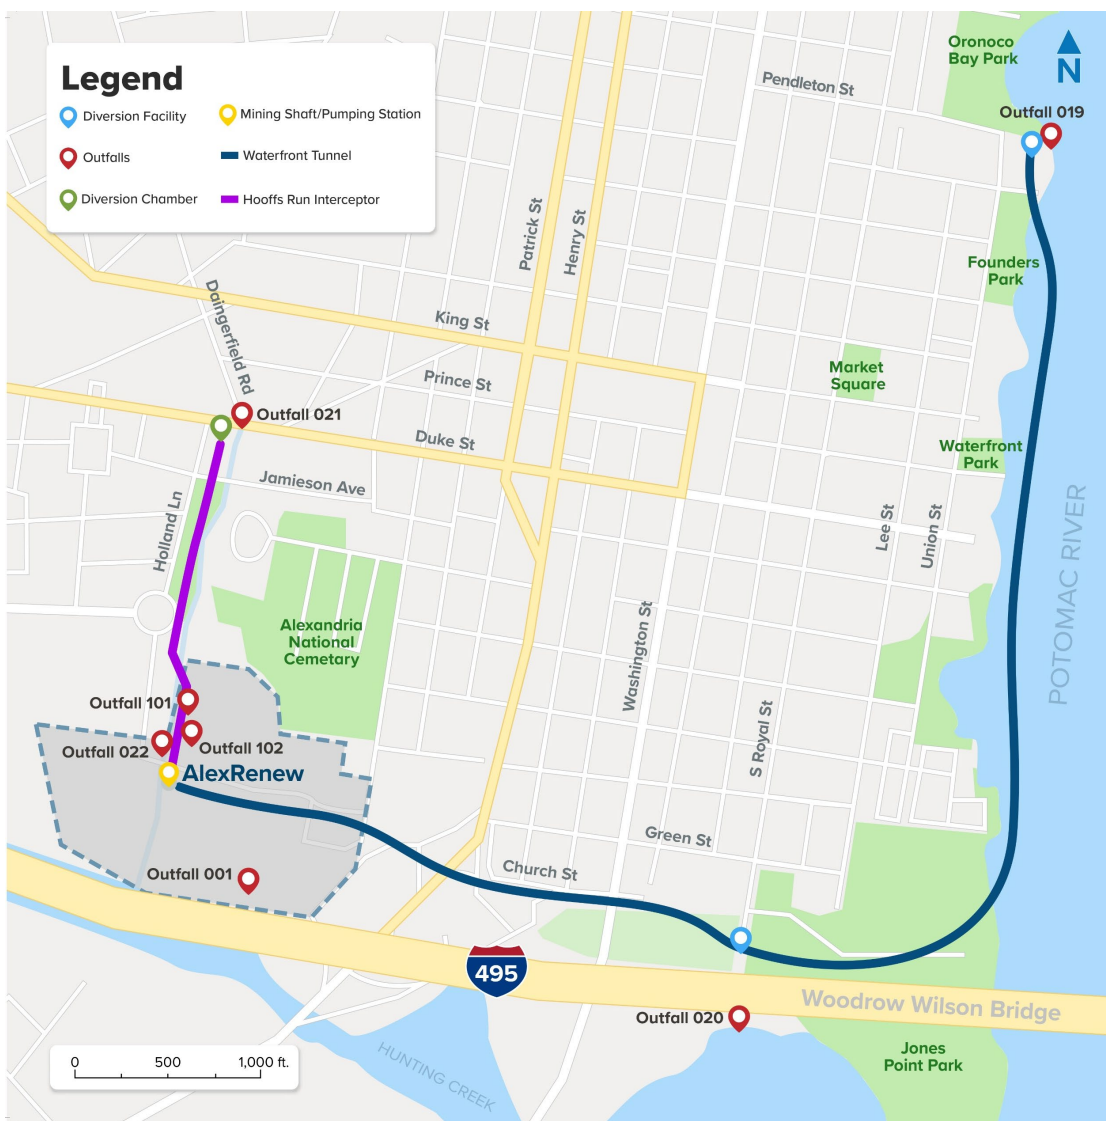 Legend
Diversion Facility
Mining Shaft/Pumping Station
Outfalls
Waterfront Tunnel
Diversion Chamber
Hooffs Run Interceptor
Oronoco
Bay Park
N
Pendleton St
Outfall 019
Patrick St
Henry St
Founders
Park
Daingerfield Rd
King St
Market
Square
Prince St
Outfall 021
Duke St
Waterfront
Park
Jamieson Ave
Holland Ln
Lee St
Union St
POTOMAC RIVER
Alexandria
National
Cemetary
Washington St
Outfall 101
S Royal St
Outfall 022
Outfall 102
AlexRenew
Green St
Church St
Outfall 001
495
Woodrow Wilson Bridge
Outfall 020
Jones
Point Park
HUNTING CREEK
0 500 1,000 ft.